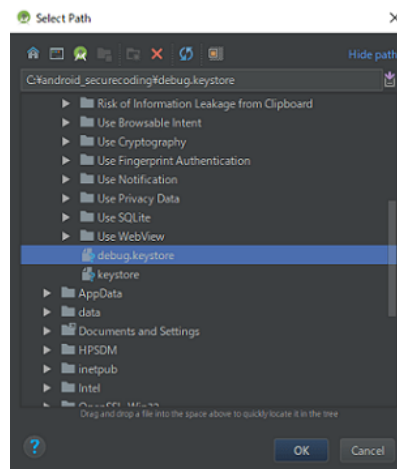 Select Path
Hide path
C:¥android_securecoding¥debug.keystore
Risk of Information Leakage from Clipboard
Use Browsable Intent
Use Cryptography
Use Fingerprint Authentication
Use Notification
Use Privacy Data
Use SQLite
Use WebView
debug.keystore
keystore
AppData
data
Documents and Settings
HPSDM
inetpub
Intel
OpenSSL-Win32
Drag and drop a file into the space above to quickly locate it in the tree
?
OK
Cancel